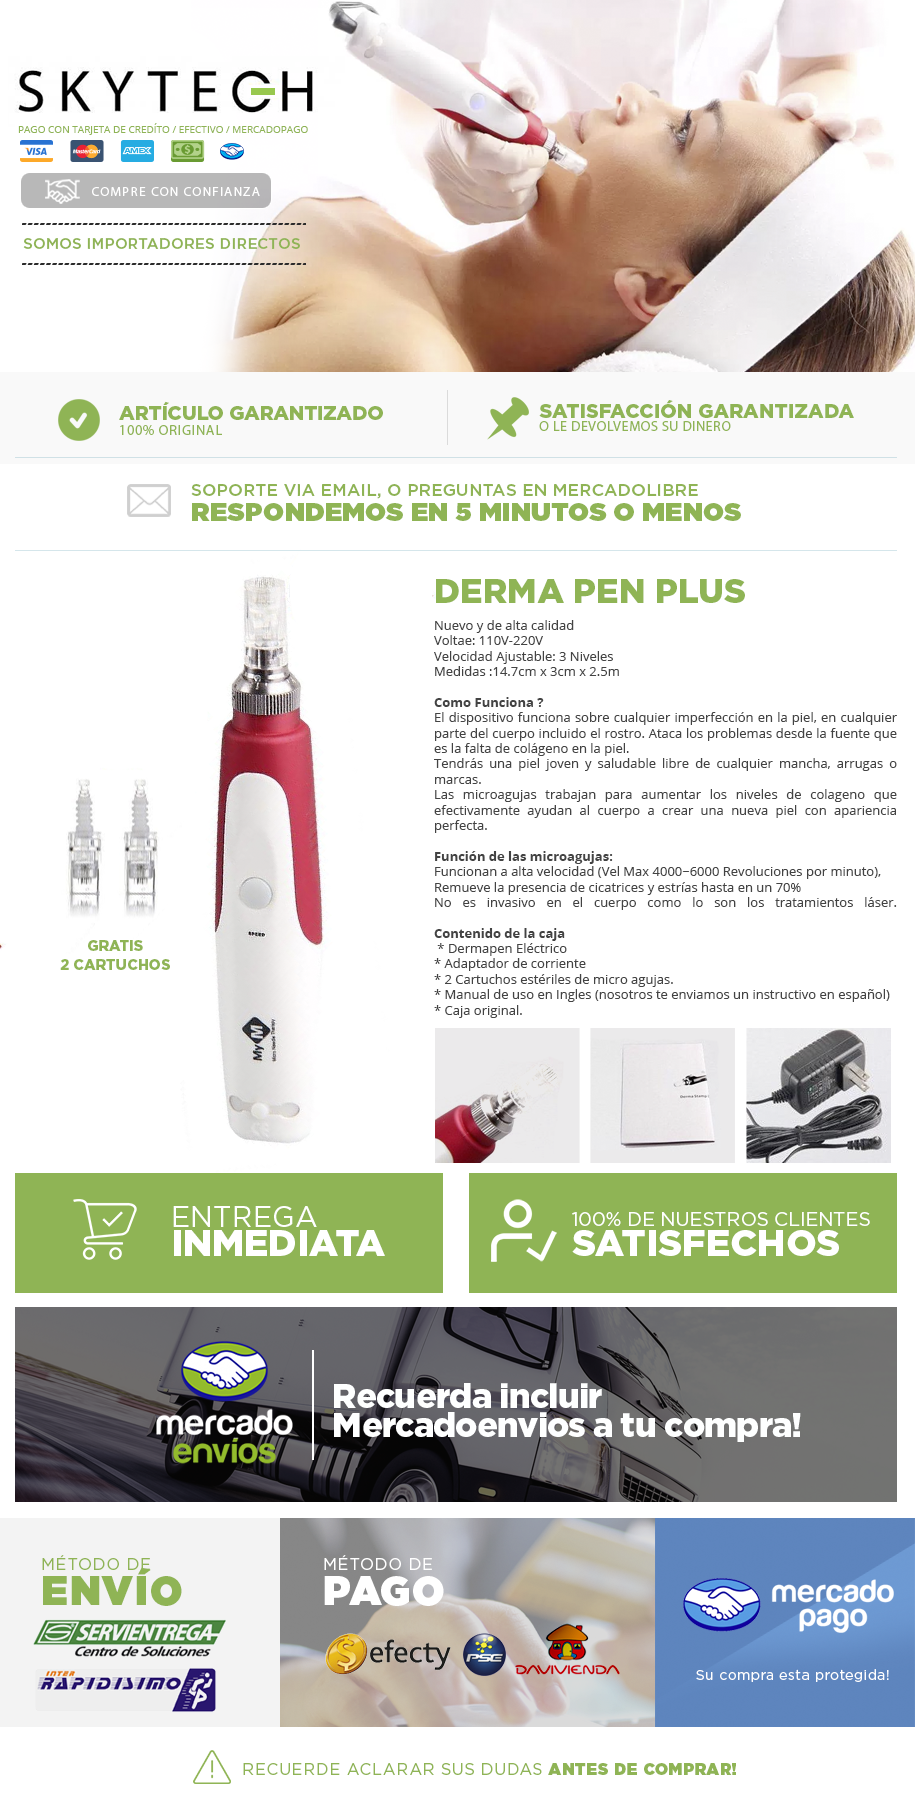 SKYTECH
PAGO CON TARJETA DE CREDÍTO / EFECTIVO / MERCADOPAGO
VISA MasterCard AMEX
COMPRE CON CONFIANZA
SOMOS IMPORTADORES DIRECTOS
ARTÍCULO GARANTIZADO
100% ORIGINAL
SATISFACCIÓN GARANTIZADA
O LE DEVOLVEMOS SU DINERO
SOPORTE VIA EMAIL, O PREGUNTAS EN MERCADOLIBRE
RESPONDEMOS EN 5 MINUTOS O MENOS
DERMA PEN PLUS
Nuevo y de alta calidad
Voltae: 110V-220V
Velocidad Ajustable: 3 Niveles
Medidas :14.7cm x 3cm x 2.5m
Como Funciona ?
El dispositivo funciona sobre cualquier imperfección en la piel, en cualquier
parte del cuerpo incluido el rostro. Ataca los problemas desde la fuente que
es la falta de colágeno en la piel.
Tendrás una piel joven y saludable libre de cualquier mancha, arrugas o
marcas.
Las microagujas trabajan para aumentar los niveles de colageno que
efectivamente ayudan al cuerpo a crear una nueva piel con apariencia
perfecta.
Función de las microagujas:
Funcionan a alta velocidad (Vel Max 4000~6000 Revoluciones por minuto),
Remueve la presencia de cicatrices y estrías hasta en un 70%
No es invasivo en el cuerpo como lo son los tratamientos láser.
Contenido de la caja
* Dermapen Eléctrico
* Adaptador de corriente
* 2 Cartuchos estériles de micro agujas.
* Manual de uso en Ingles (nosotros te enviamos un instructivo en español)
* Caja original.
GRATIS
2 CARTUCHOS
SPEED
MyM
Micro Needle Therapy
ENTREGA
INMEDIATA
100% DE NUESTROS CLIENTES
SATISFECHOS
mercado
envios
Recuerda incluir
Mercadoenvios a tu compra!
MÉTODO DE
ENVÍO
SERVIENTREGA
Centro de Soluciones
INTER
RAPIDISIMO
MÉTODO DE
PAGO
efecty
PSE
DAVIVIENDA
mercado
pago
Su compra esta protegida!
RECUERDE ACLARAR SUS DUDAS ANTES DE COMPRAR!